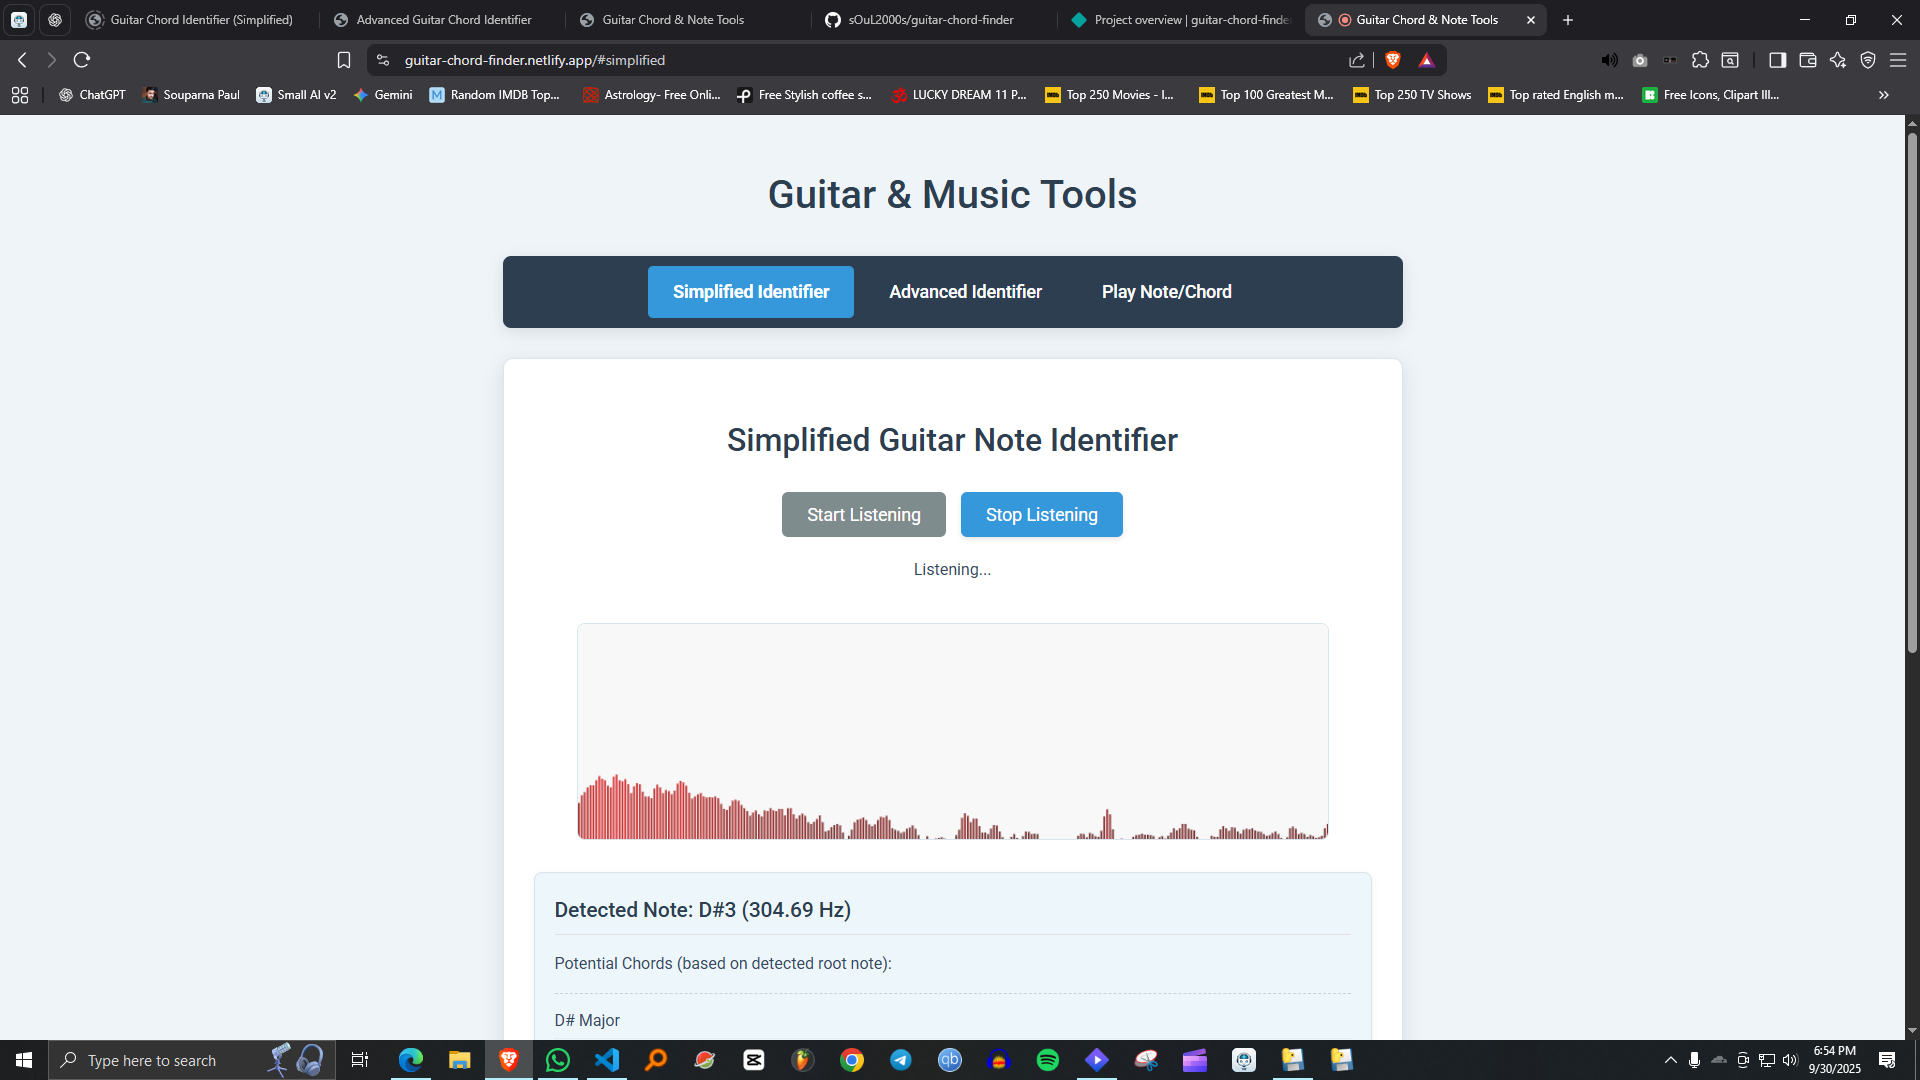 Guitar Chord Identifier (Simplified)
Advanced Guitar Chord Identifier
Guitar Chord & Note Tools
sOuL2000s/guitar-chord-finder
Project overview | guitar-chord-finde
Guitar Chord & Note Tools
guitar-chord-finder.netlify.app/#simplified
ChatGPT
Souparna Paul
Small AI v2
Gemini
Random IMDB Top...
Astrology- Free Onli...
Free Stylish coffee s...
LUCKY DREAM 11 P...
Top 250 Movies - I...
Top 100 Greatest M...
Top 250 TV Shows
Top rated English m...
Free Icons, Clipart Ill...
Guitar & Music Tools
Simplified Identifier
Advanced Identifier
Play Note/Chord
Simplified Guitar Note Identifier
Start Listening
Stop Listening
Listening...
Detected Note: D#3 (304.69 Hz)
Potential Chords (based on detected root note):
D# Major
Type here to search
6:54 PM
9/30/2025